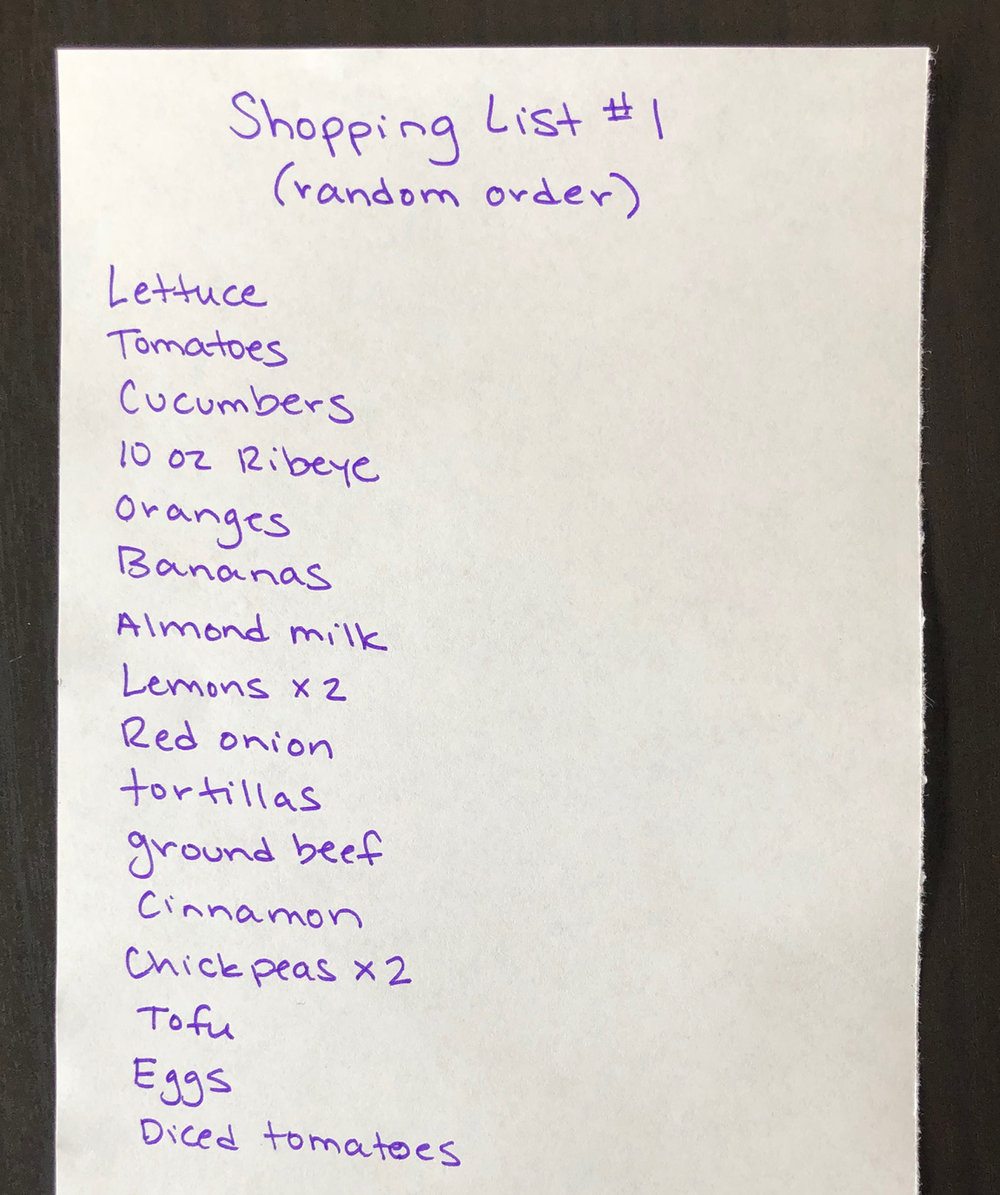 Shopping List #1
(random order)
Lettuce
Tomatoes
Cucumbers
10 oz Ribeye
Oranges
Bananas
Almond milk
Lemons x 2
Red onion
tortillas
ground beef
Cinnamon
Chickpeas x 2
Tofu
Eggs
Diced tomatoes